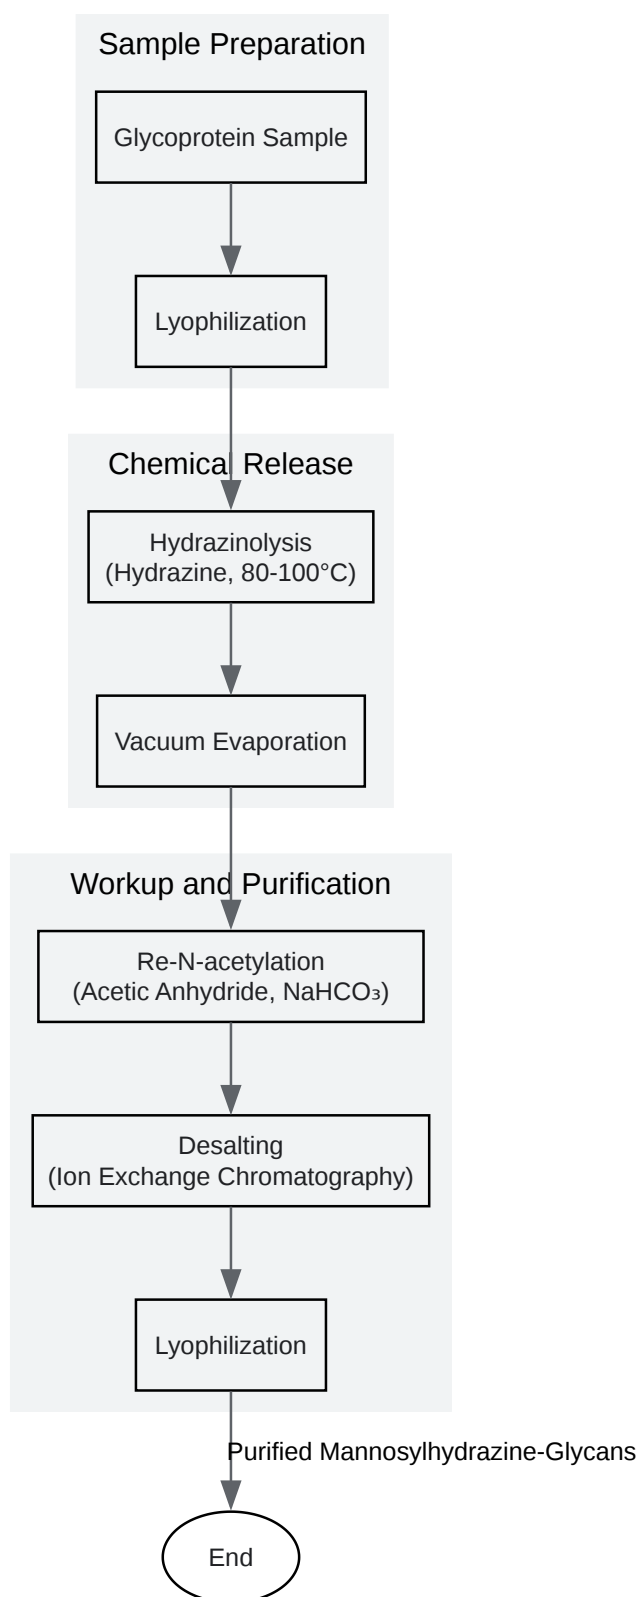 Sample Preparation
Glycoprotein Sample
Lyophilization
Chemical Release
Hydrazinolysis
(Hydrazine, 80-100°C)
Vacuum Evaporation
Workup and Purification
Re-N-acetylation
(Acetic Anhydride, NaHCO₃)
Desalting
(Ion Exchange Chromatography)
Lyophilization
Purified Mannosylhydrazine-Glycans
End